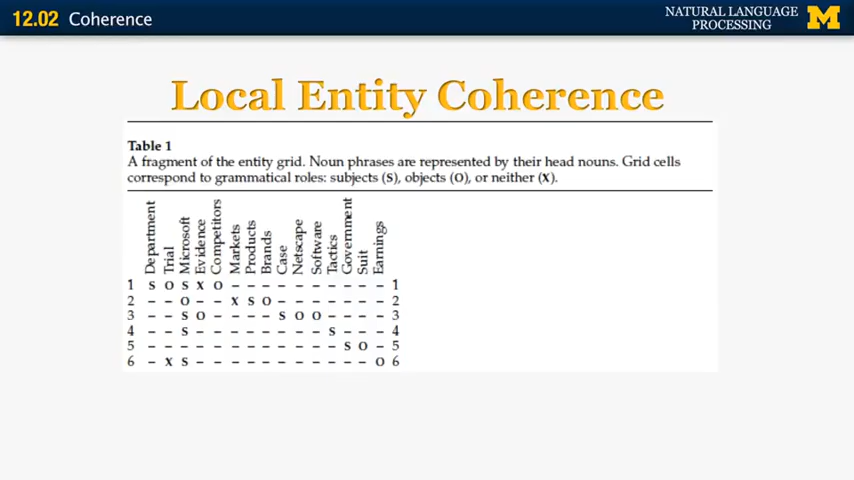 12.02 Coherence
NATURAL LANGUAGE
PROCESSING
M
Local Entity Coherence
Table 1
A fragment of the entity grid. Noun phrases are represented by their head nouns. Grid cells
correspond to grammatical roles: subjects (S), objects (O), or neither (X).
Department Trial Microsoft Evidence Competitors Markets Products Brands Case Netscape Software Tactics Government Suit Earnings
1 S O S X O – – – – – – – – – – 1
2 – – O – – X S O – – – – – – – 2
3 – – S O – – – – S O O – – – – 3
4 – – S – – – – – – – – S – – – 4
5 – – – – – – – – – – – – S O – 5
6 – X S – – – – – – – – – – – O 6